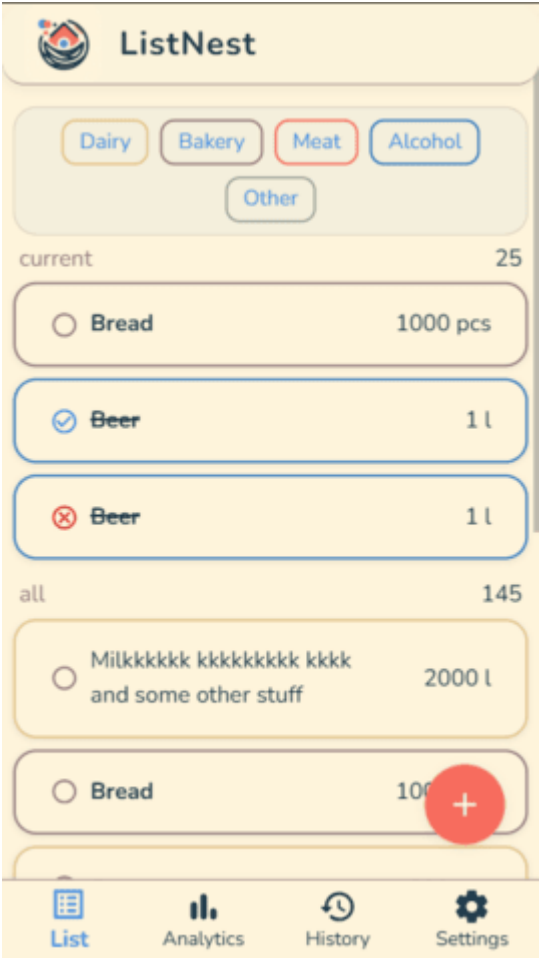 ListNest
Dairy Bakery Meat Alcohol
Other
current 25
Bread 1000 pcs
Beer 1 l
Beer 1 l
all 145
Milkkkkkk kkkkkkkkk kkkk
and some other stuff
2000 l
Bread
List Analytics History Settings